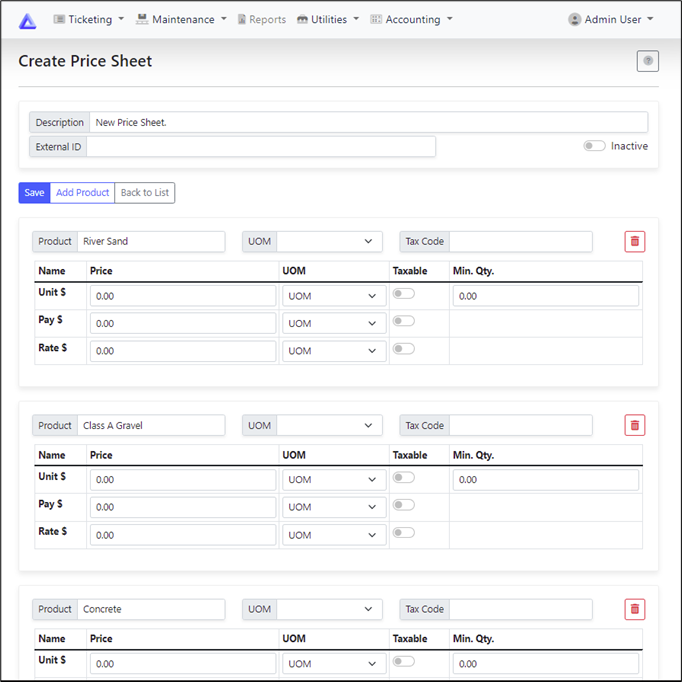 Ticketing Maintenance Reports Utilities Accounting Admin User
Create Price Sheet
?
Description New Price Sheet.
External ID Inactive
Save Add Product Back to List
Product River Sand UOM Tax Code
Name Price UOM Taxable Min. Qty.
Unit $ 0.00 UOM 0.00
Pay $ 0.00 UOM
Rate $ 0.00 UOM
Product Class A Gravel UOM Tax Code
Name Price UOM Taxable Min. Qty.
Unit $ 0.00 UOM 0.00
Pay $ 0.00 UOM
Rate $ 0.00 UOM
Product Concrete UOM Tax Code
Name Price UOM Taxable Min. Qty.
Unit $ 0.00 UOM 0.00